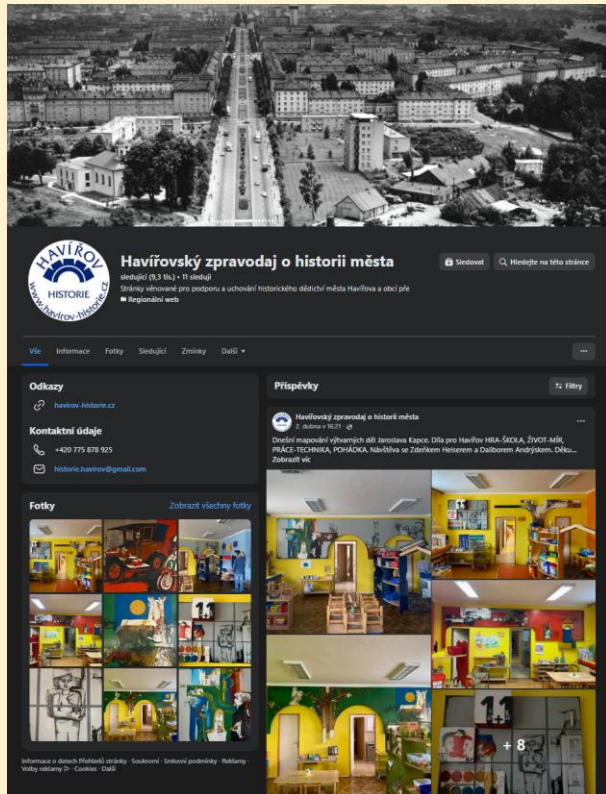 HAVÍŘOV
HISTORIE
www.havirov-historie.cz
Havířovský zpravodaj o historii města
sledující (9,3 tis.) • 11 sleduji
Stránky věnované pro podporu a uchování historického dědictví města Havířova a obcí pře
Regionální web
Sledovat
Hledejte na této stránce
Vše
Informace
Fotky
Sledující
Zmínky
Další
Odkazy
havirov-historie.cz
Kontaktní údaje
+420 775 878 925
historie.havirov@gmail.com
Fotky
Zobrazit všechny fotky
Informace o datech Přehledů stránky · Soukromí · Smluvní podmínky · Reklamy ·
Volby reklamy · Cookies · Další
Příspěvky
Filtry
Havířovský zpravodaj o historii města
2. dubna v 16:21
Dnešní mapování výtvarných děl Jaroslava Kapce. Díla pro Havířov HRA-ŠKOLA, ŽIVOT-MÍR,
PRÁCE-TECHNIKA, POHÁDKA. Návštěva se Zdeňkem Heiserem a Daliborem Andrýskem. Děku...
Zobrazit víc
1+1
+ 8